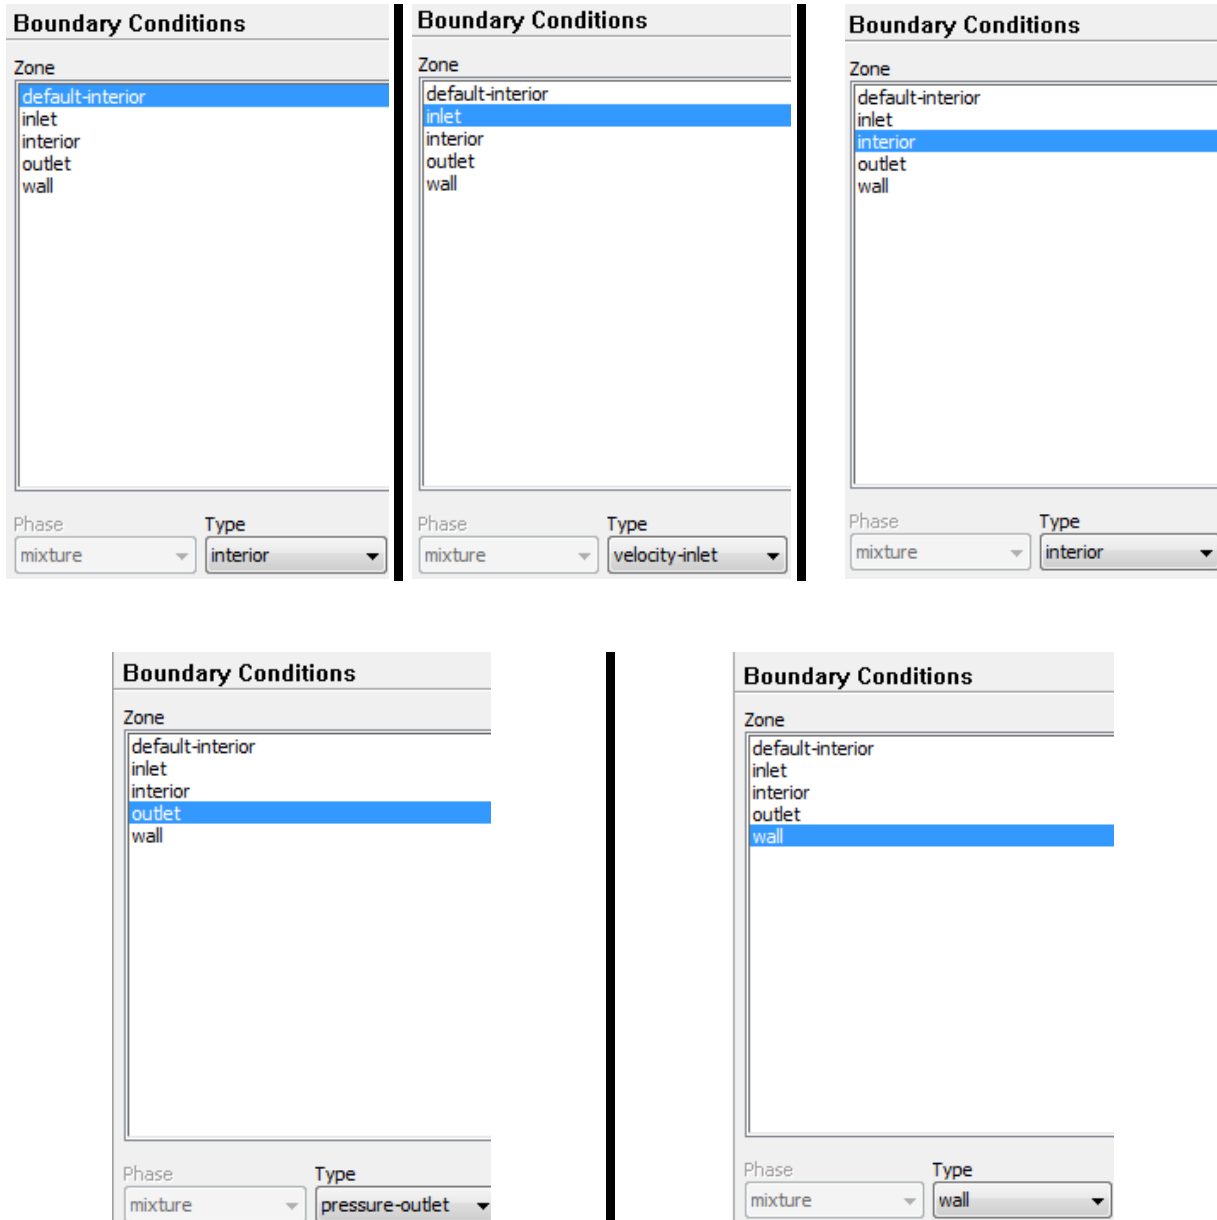 Boundary Conditions
Zone
default-interior
inlet
interior
outlet
wall
Phase Type
mixture interior
Boundary Conditions
Zone
default-interior
inlet
interior
outlet
wall
Phase Type
mixture velocity-inlet
Boundary Conditions
Zone
default-interior
inlet
interior
outlet
wall
Phase Type
mixture interior
Boundary Conditions
Zone
default-interior
inlet
interior
outlet
wall
Phase Type
mixture pressure-outlet
Boundary Conditions
Zone
default-interior
inlet
interior
outlet
wall
Phase Type
mixture wall